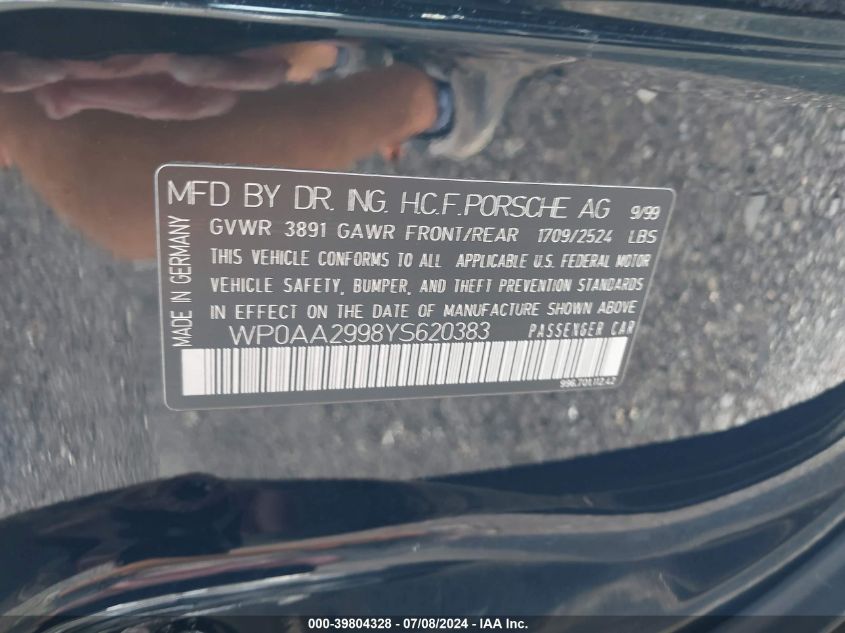 MFD BY DR. ING. H.C.F.PORSCHE AG 9/99
GVWR 3891 GAWR FRONT/REAR 1709/2524 LBS
THIS VEHICLE CONFORMS TO ALL APPLICABLE U.S. FEDERAL MOTOR
VEHICLE SAFETY, BUMPER, AND THEFT PREVENTION STANDARDS
IN EFFECT ON THE DATE OF MANUFACTURE SHOWN ABOVE
WP0AA2998YS620383 PASSENGER CAR
996.701.112.42
MADE IN GERMANY
000-39804328 - 07/08/2024 - IAA Inc.